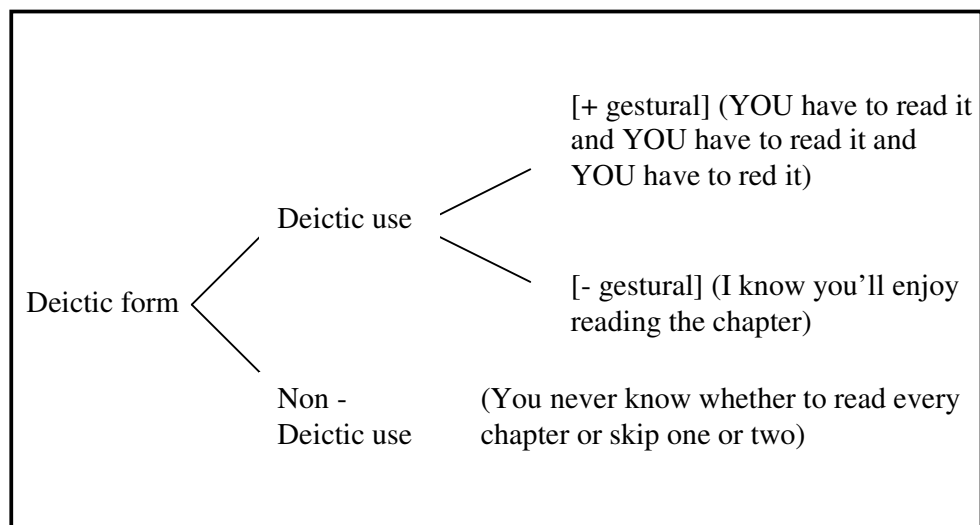 [+ gestural] (YOU have to read it
and YOU have to read it and
YOU have to red it)
Deictic use
[- gestural] (I know you'll enjoy
reading the chapter)
Deictic form
Non -
Deictic use
(You never know whether to read every
chapter or skip one or two)